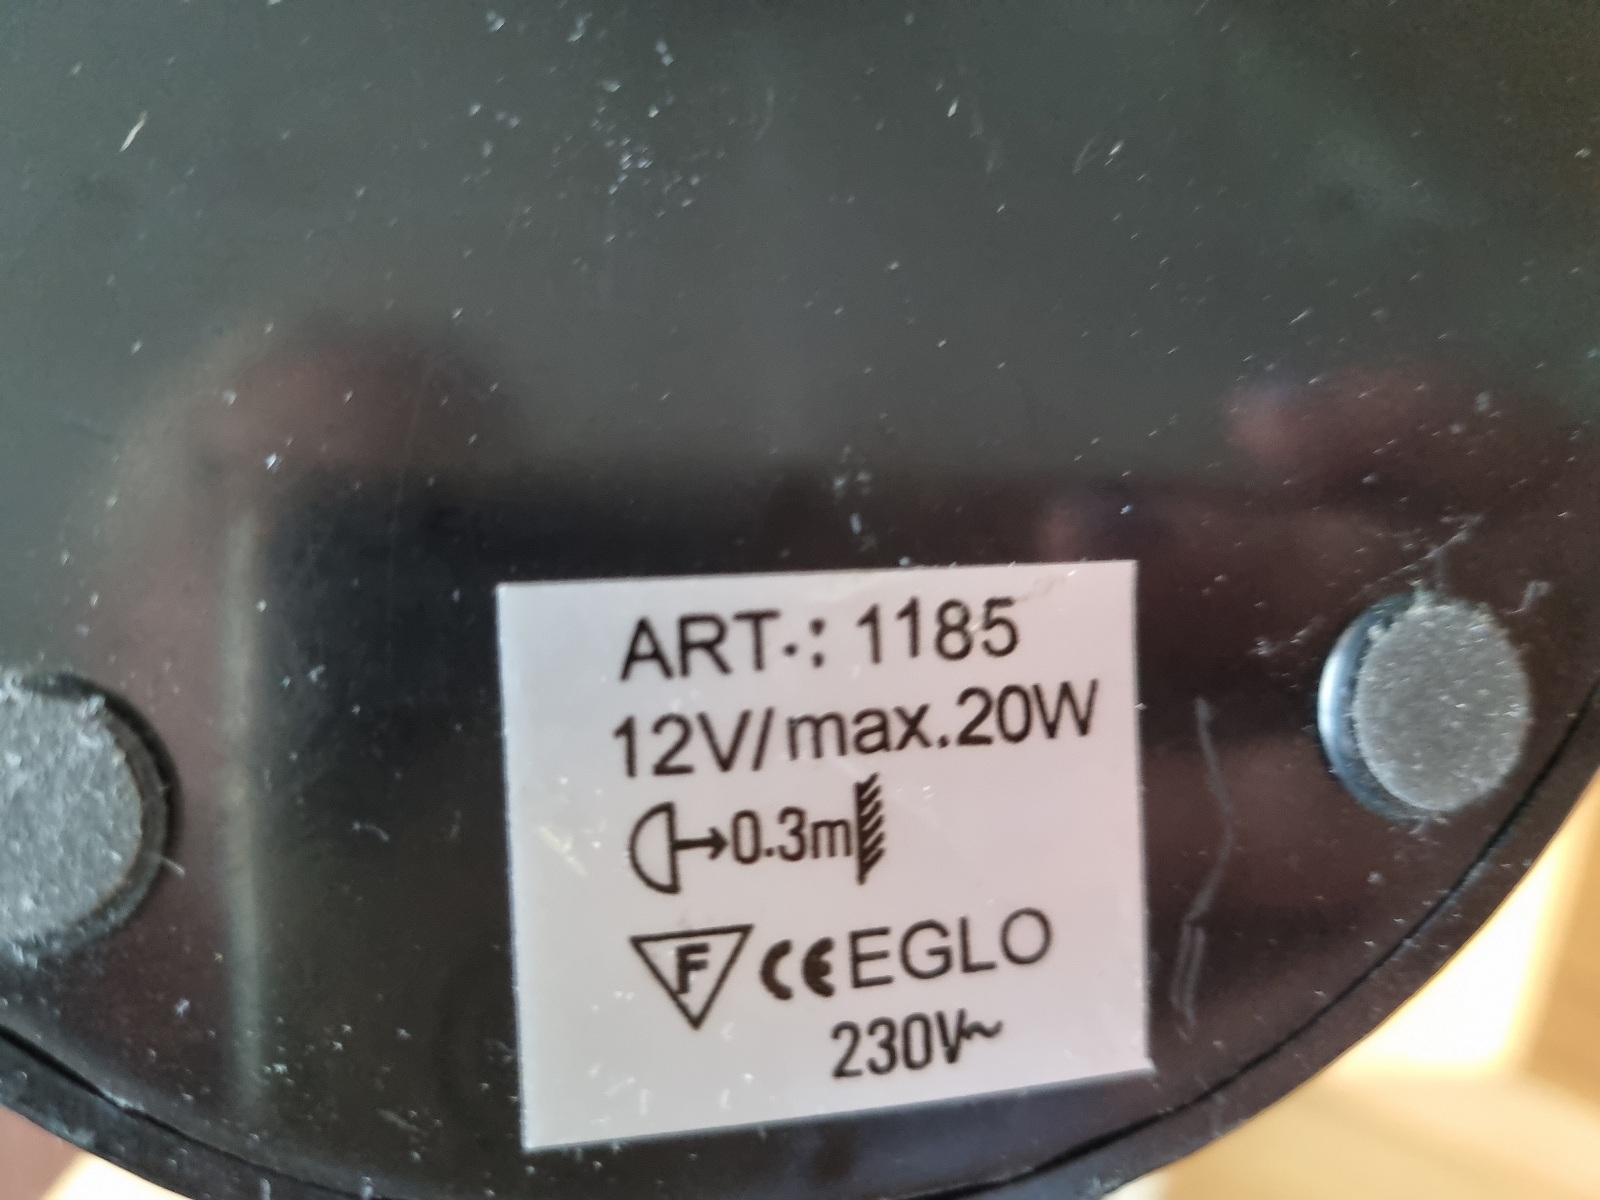 ART.: 1185
12V/max.20W
0.3m
F CE EGLO
230V~